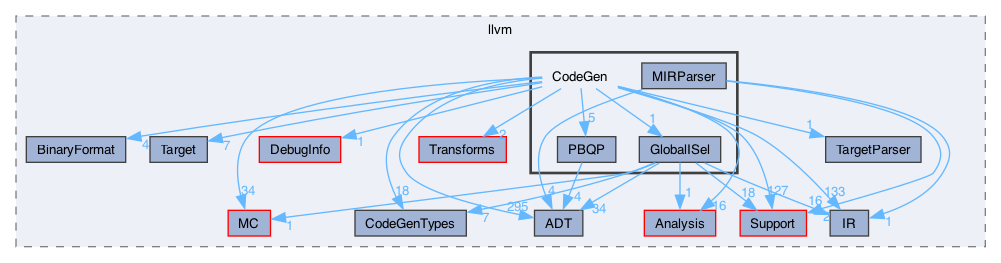 llvm
CodeGen
MIRParser
5
1
1
BinaryFormat
4
Target
7
DebugInfo
1
Transforms
2
PBQP
GlobalISel
TargetParser
34
18
295
4
4
34
1
16
18
127
16
133
MC
1
CodeGenTypes
7
ADT
Analysis
Support
2
IR
1